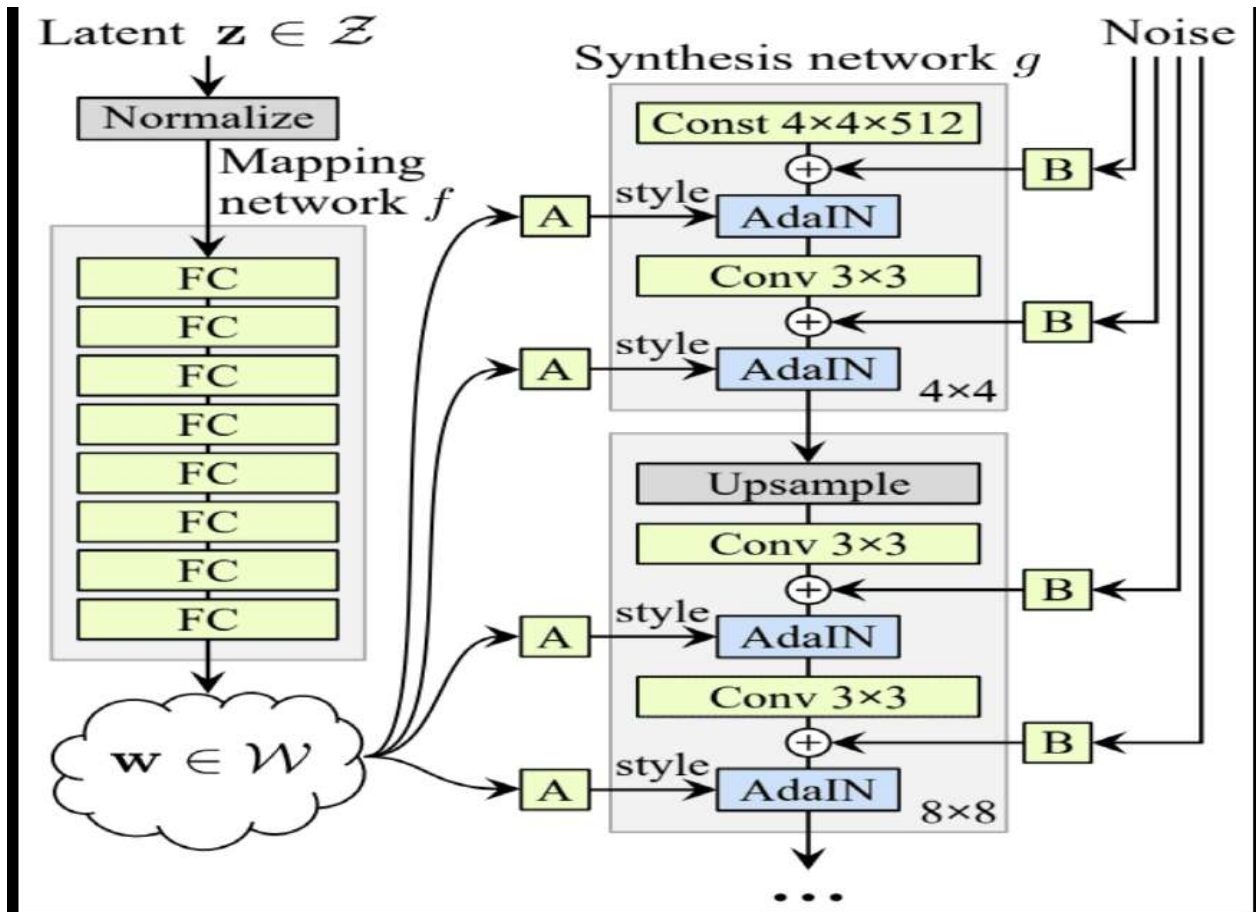 Latent z ∈ 𝒵
Normalize
Mapping
network f
FC
FC
FC
FC
FC
FC
FC
FC
w ∈ 𝒲
A
A
A
A
Synthesis network g
Const 4×4×512
style
AdaIN
Conv 3×3
style
AdaIN
4×4
Upsample
Conv 3×3
style
AdaIN
Conv 3×3
style
AdaIN
8×8
...
Noise
B
B
B
B